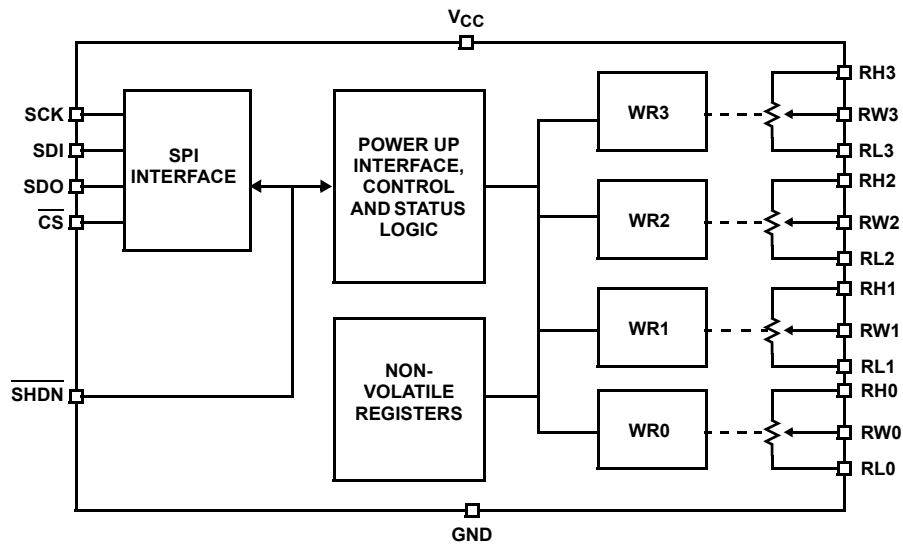 VCC
SCK
SDI
SDO
CS
SHDN
SPI
INTERFACE
POWER UP
INTERFACE,
CONTROL
AND STATUS
LOGIC
NON-
VOLATILE
REGISTERS
WR3
WR2
WR1
WR0
RH3
RW3
RL3
RH2
RW2
RL2
RH1
RW1
RL1
RH0
RW0
RL0
GND